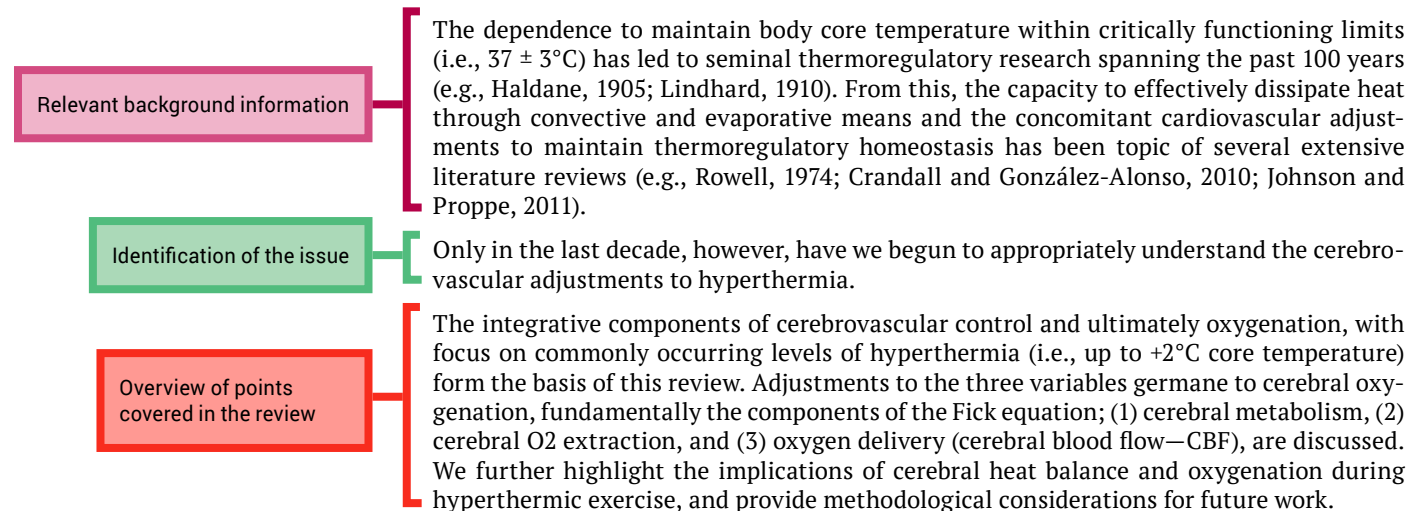 Relevant background information
The dependence to maintain body core temperature within critically functioning limits
(i.e., 37 ± 3°C) has led to seminal thermoregulatory research spanning the past 100 years
(e.g., Haldane, 1905; Lindhard, 1910). From this, the capacity to effectively dissipate heat
through convective and evaporative means and the concomitant cardiovascular adjust-
ments to maintain thermoregulatory homeostasis has been topic of several extensive
literature reviews (e.g., Rowell, 1974; Crandall and González-Alonso, 2010; Johnson and
Proppe, 2011).
Identification of the issue
Only in the last decade, however, have we begun to appropriately understand the cerebro-
vascular adjustments to hyperthermia.
Overview of points
covered in the review
The integrative components of cerebrovascular control and ultimately oxygenation, with
focus on commonly occurring levels of hyperthermia (i.e., up to +2°C core temperature)
form the basis of this review. Adjustments to the three variables germane to cerebral oxy-
genation, fundamentally the components of the Fick equation; (1) cerebral metabolism, (2)
cerebral O2 extraction, and (3) oxygen delivery (cerebral blood flow—CBF), are discussed.
We further highlight the implications of cerebral heat balance and oxygenation during
hyperthermic exercise, and provide methodological considerations for future work.